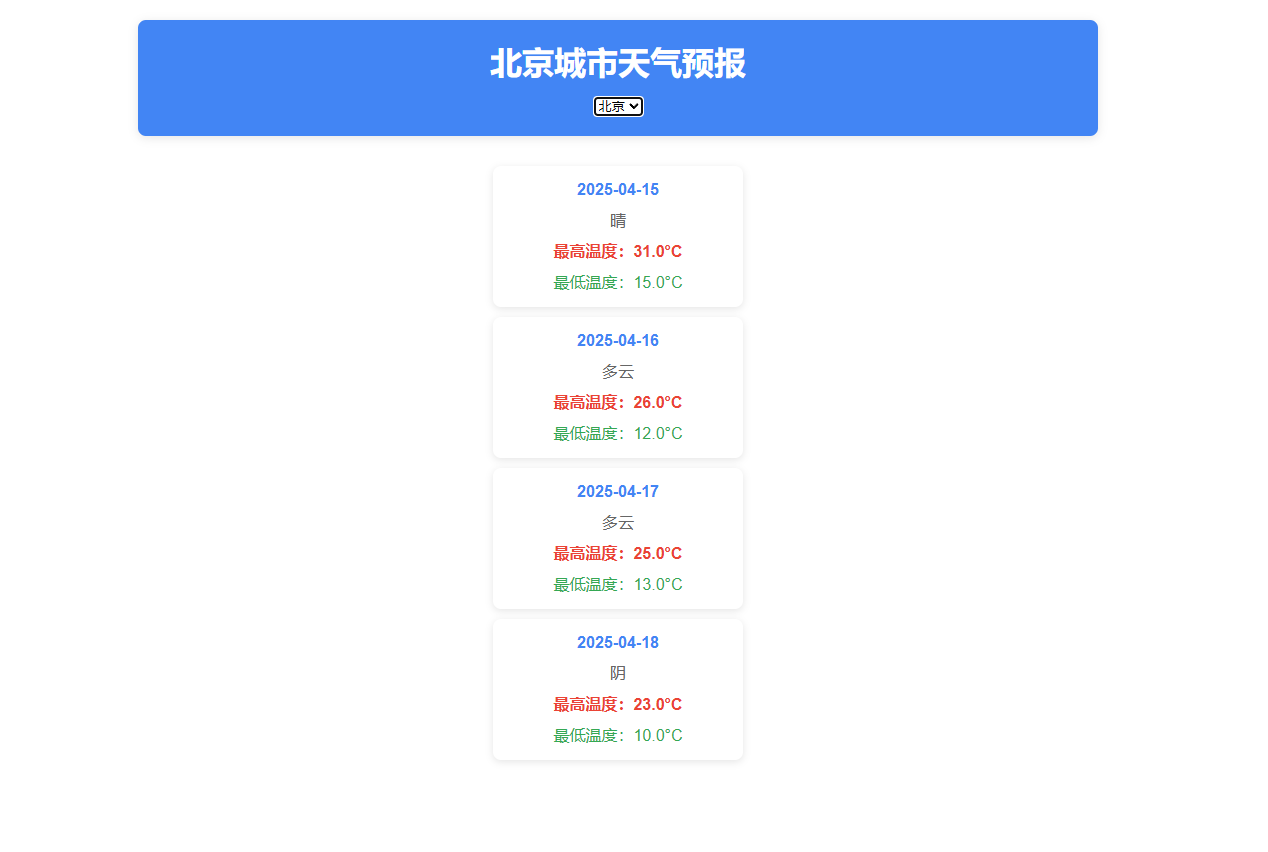 北京城市天气预报
北京
2025-04-15
晴
最高温度：31.0°C
最低温度：15.0°C
2025-04-16
多云
最高温度：26.0°C
最低温度：12.0°C
2025-04-17
多云
最高温度：25.0°C
最低温度：13.0°C
2025-04-18
阴
最高温度：23.0°C
最低温度：10.0°C